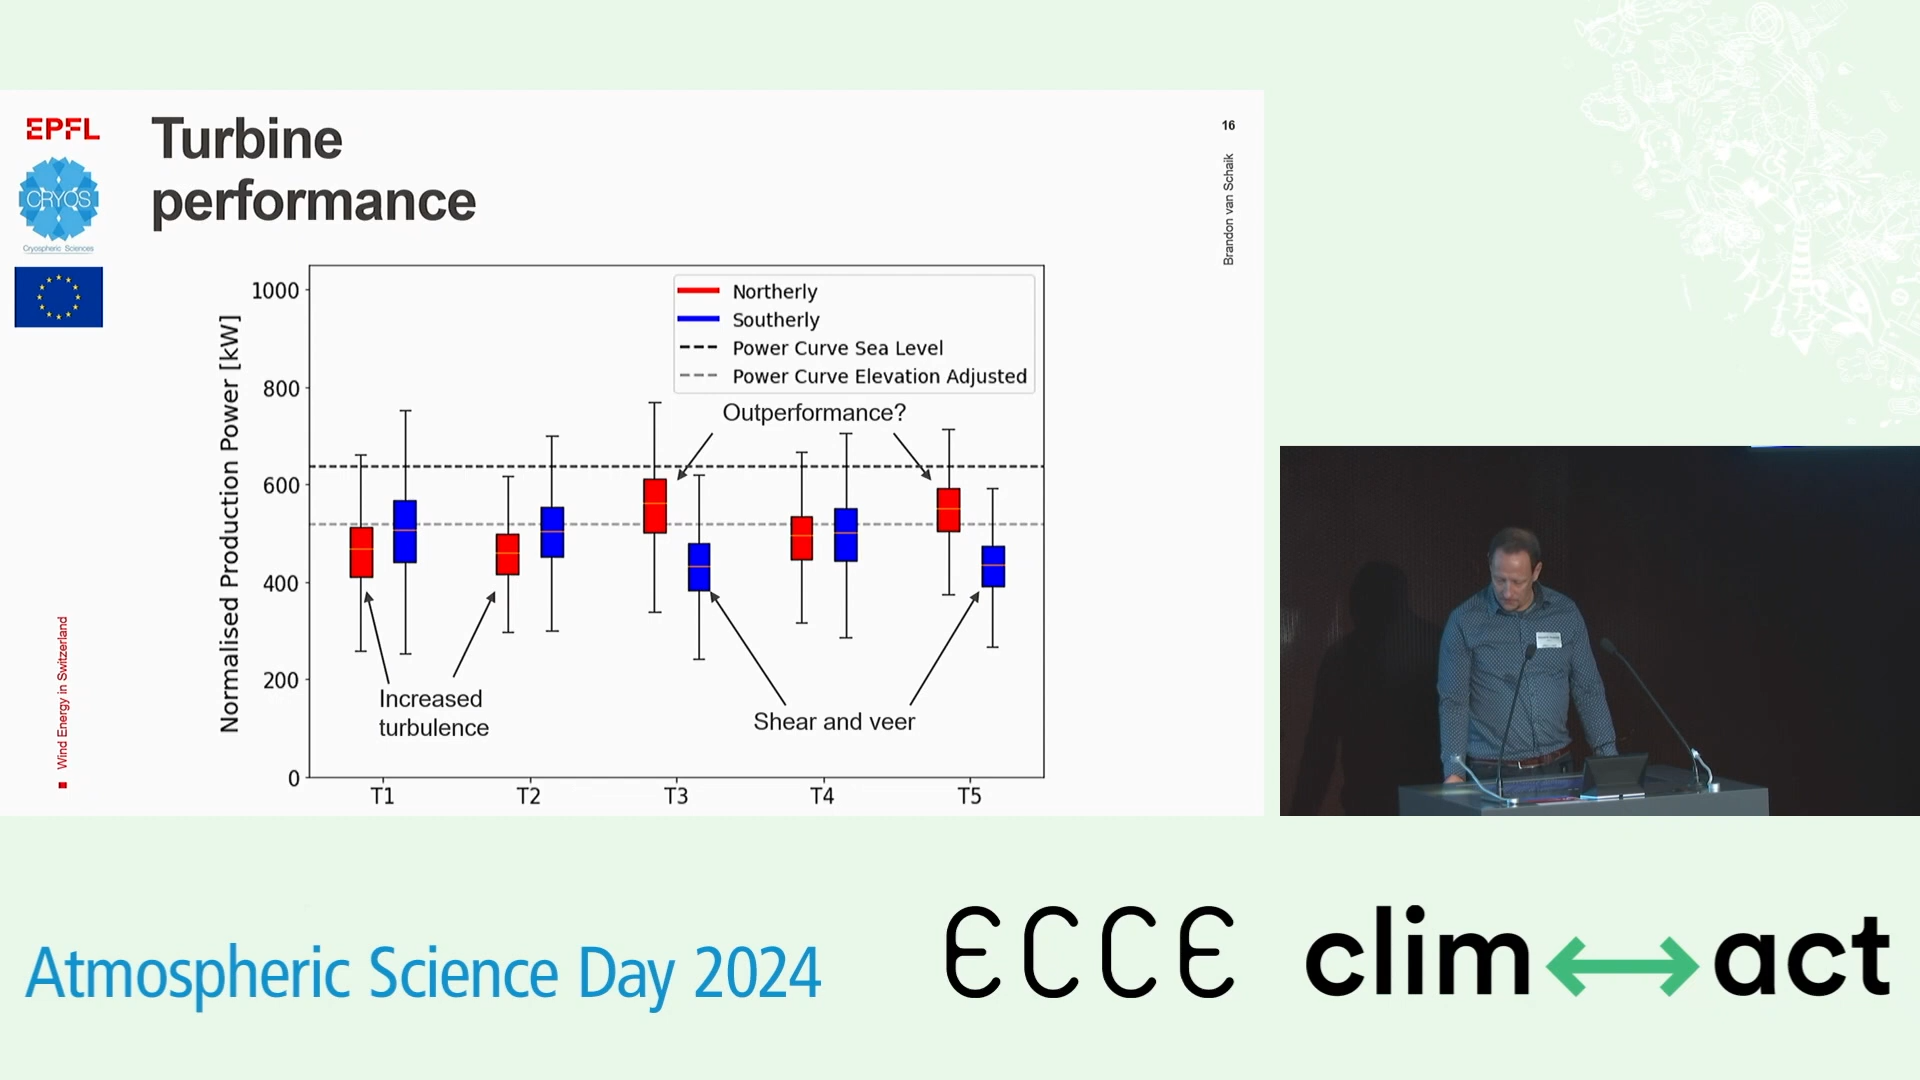 EPFL
CRYOS
Cryospheric Sciences
Turbine
performance
16
Brandon van Schaik
Wind Energy in Switzerland
Normalised Production Power [kW]
1000
800
600
400
200
0
Northerly
Southerly
Power Curve Sea Level
Power Curve Elevation Adjusted
Outperformance?
Increased
turbulence
Shear and veer
T1 T2 T3 T4 T5
Atmospheric Science Day 2024
ECCE
clim act